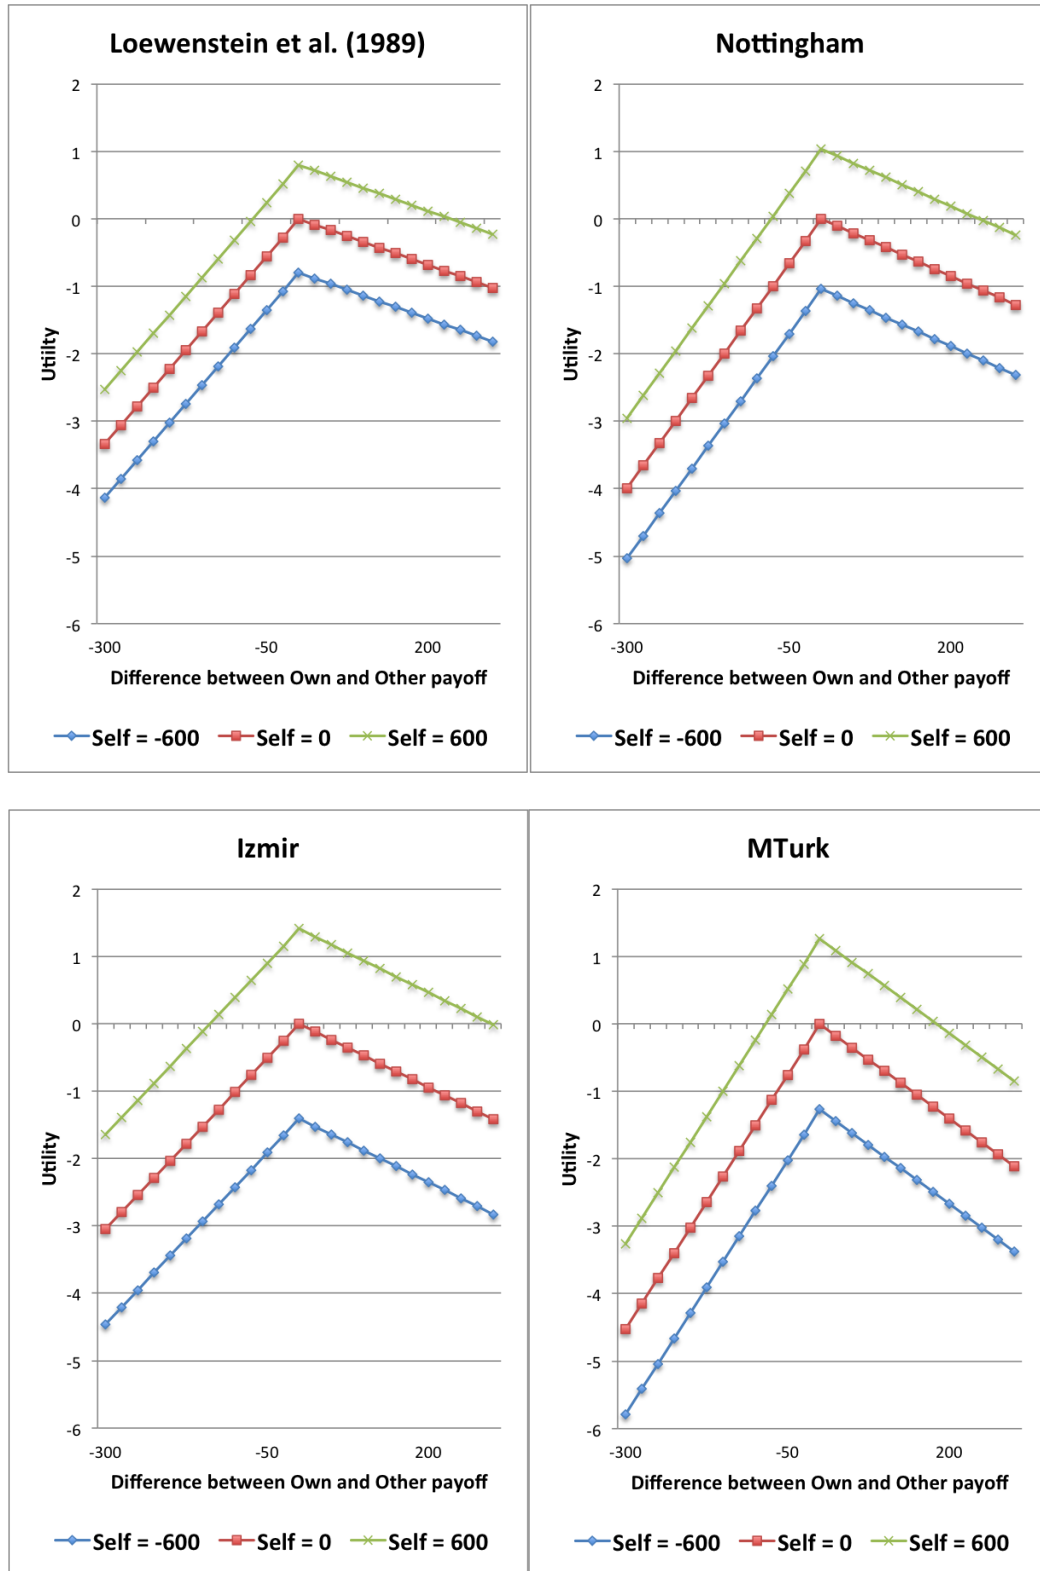 Loewenstein et al. (1989)
2
1
0
-1
-2
-3
-4
-5
-6
Utiilty
-300 -50 200
Difference between Own and Other payoff
Self = -600 Self = 0 Self = 600
Nottingham
2
1
0
-1
-2
-3
-4
-5
-6
Utility
-300 -50 200
Difference between Own and Other payoff
Self = -600 Self = 0 Self = 600
Izmir
2
1
0
-1
-2
-3
-4
-5
-6
Utility
-300 -50 200
Difference between Own and Other payoff
Self = -600 Self = 0 Self = 600
MTurk
2
1
0
-1
-2
-3
-4
-5
-6
Utility
-300 -50 200
Difference between Own and Other payoff
Self = -600 Self = 0 Self = 600